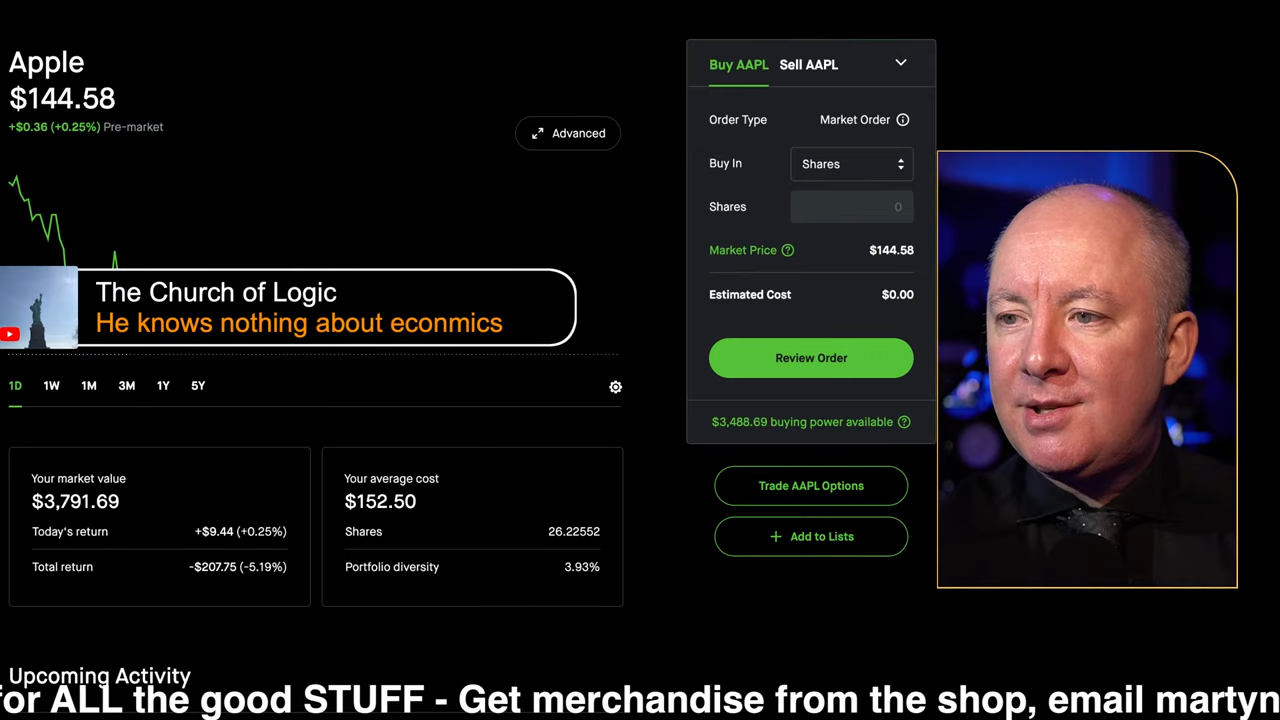 Apple
$144.58
+$0.36 (+0.25%) Pre-market
Advanced
The Church of Logic
He knows nothing about econmics
1D 1W 1M 3M 1Y 5Y
Your market value
$3,791.69
Today's return +$9.44 (+0.25%)
Total return -$207.75 (-5.19%)
Your average cost
$152.50
Shares 26.22552
Portfolio diversity 3.93%
Buy AAPL Sell AAPL
Order Type Market Order
Buy In Shares
Shares 0
Market Price $144.58
Estimated Cost $0.00
Review Order
$3,488.69 buying power available
Trade AAPL Options
+ Add to Lists
Upcoming Activity
for ALL the good STUFF - Get merchandise from the shop, email martyn